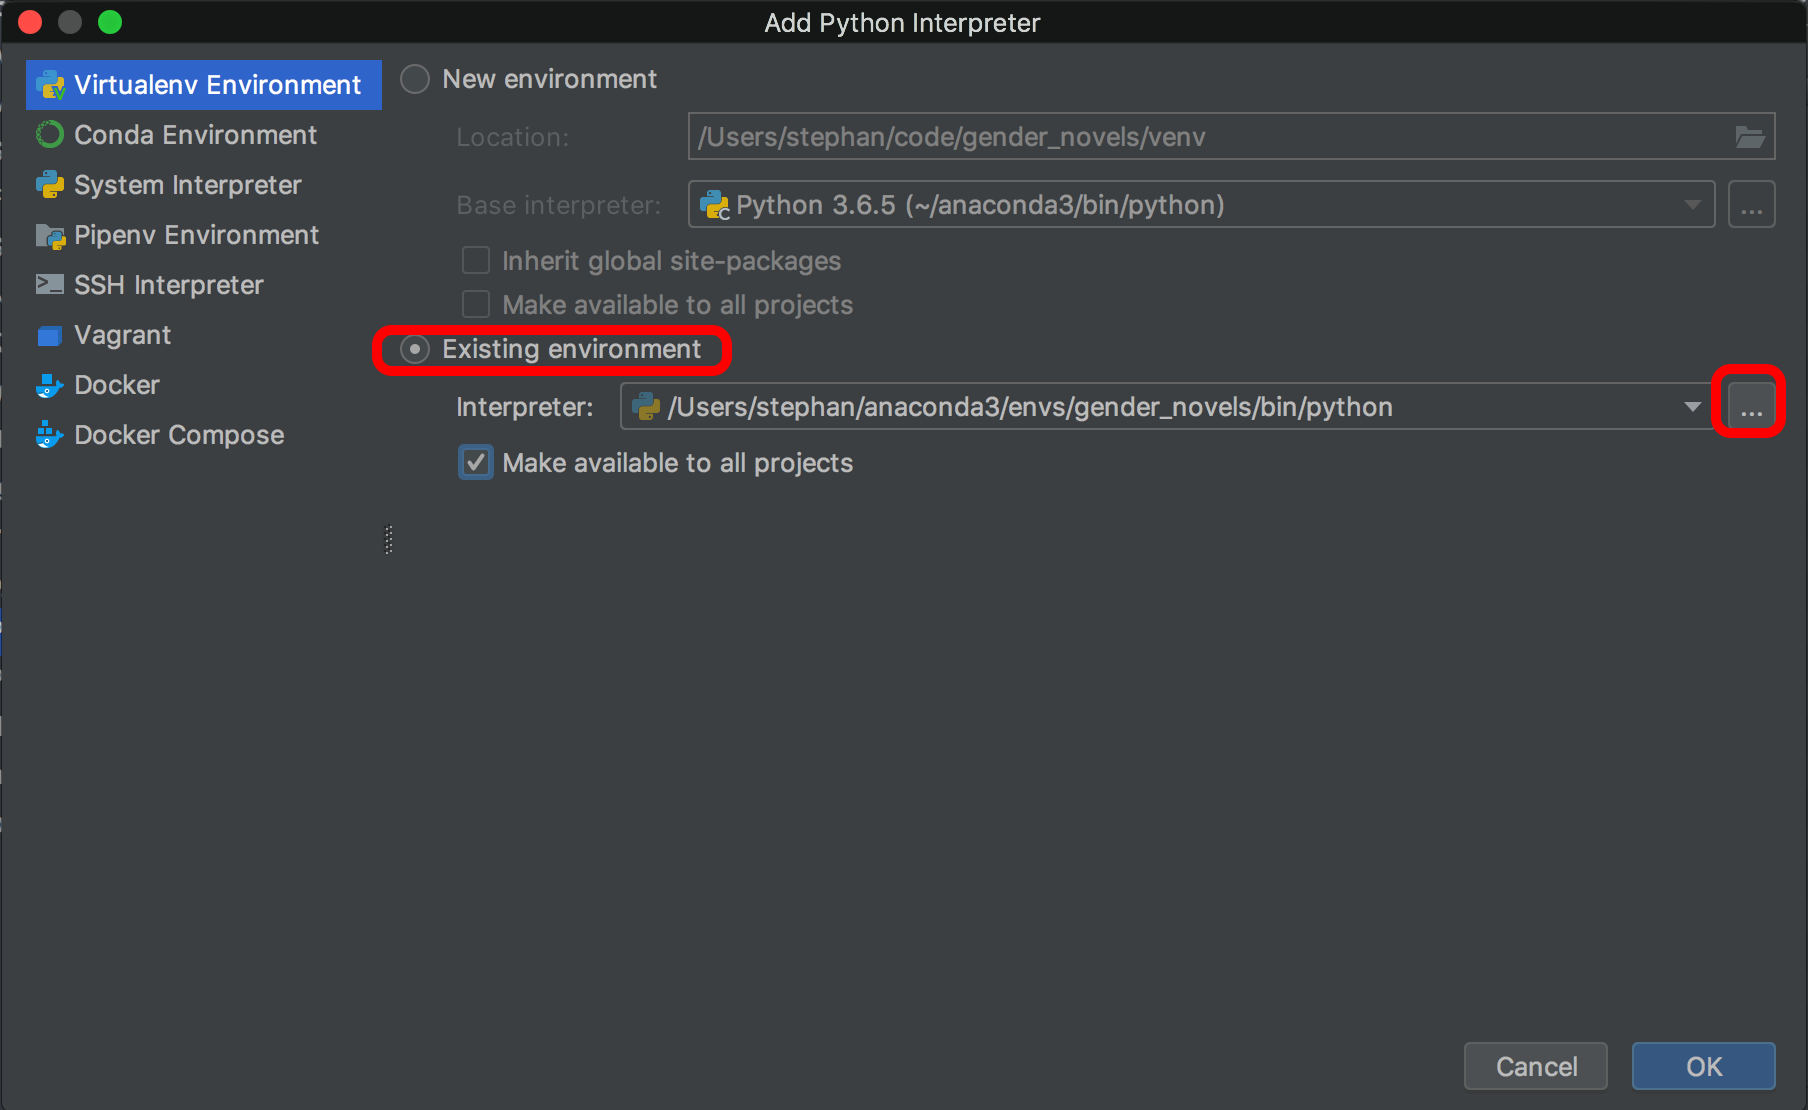 Add Python Interpreter
Virtualenv Environment
Conda Environment
System Interpreter
Pipenv Environment
SSH Interpreter
Vagrant
Docker
Docker Compose
New environment
Location: /Users/stephan/code/gender_novels/venv
Base interpreter: Python 3.6.5 (~/anaconda3/bin/python) ...
Inherit global site-packages
Make available to all projects
Existing environment
Interpreter: /Users/stephan/anaconda3/envs/gender_novels/bin/python ...
Make available to all projects
Cancel OK